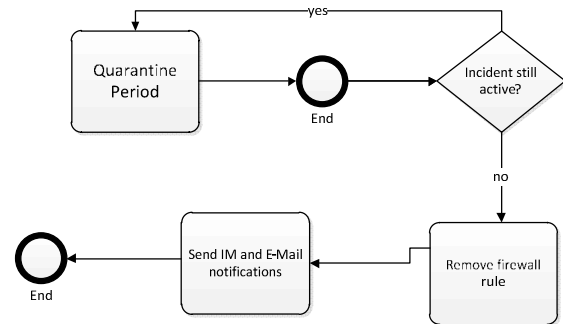 yes
Quarantine
Period
End
Incident still
active?
no
Remove firewall
rule
Send IM and E-Mail
notifications
End